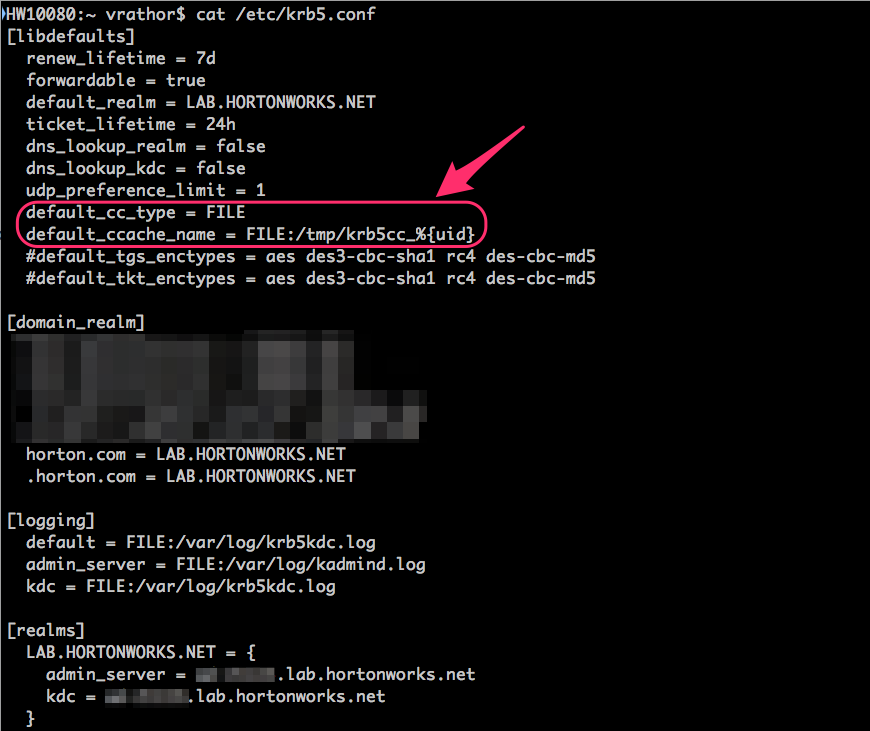 HW10080:~ vrathor$ cat /etc/krb5.conf
[libdefaults]
renew_lifetime = 7d
forwardable = true
default_realm = LAB.HORTONWORKS.NET
ticket_lifetime = 24h
dns_lookup_realm = false
dns_lookup_kdc = false
udp_preference_limit = 1
default_cc_type = FILE
default_ccache_name = FILE:/tmp/krb5cc_%{uid}
#default_tgs_enctypes = aes des3-cbc-sha1 rc4 des-cbc-md5
#default_tkt_enctypes = aes des3-cbc-sha1 rc4 des-cbc-md5
[domain_realm]
horton.com = LAB.HORTONWORKS.NET
.horton.com = LAB.HORTONWORKS.NET
[logging]
default = FILE:/var/log/krb5kdc.log
admin_server = FILE:/var/log/kadmind.log
kdc = FILE:/var/log/krb5kdc.log
[realms]
LAB.HORTONWORKS.NET = {
admin_server = .lab.hortonworks.net
kdc = .lab.hortonworks.net
}